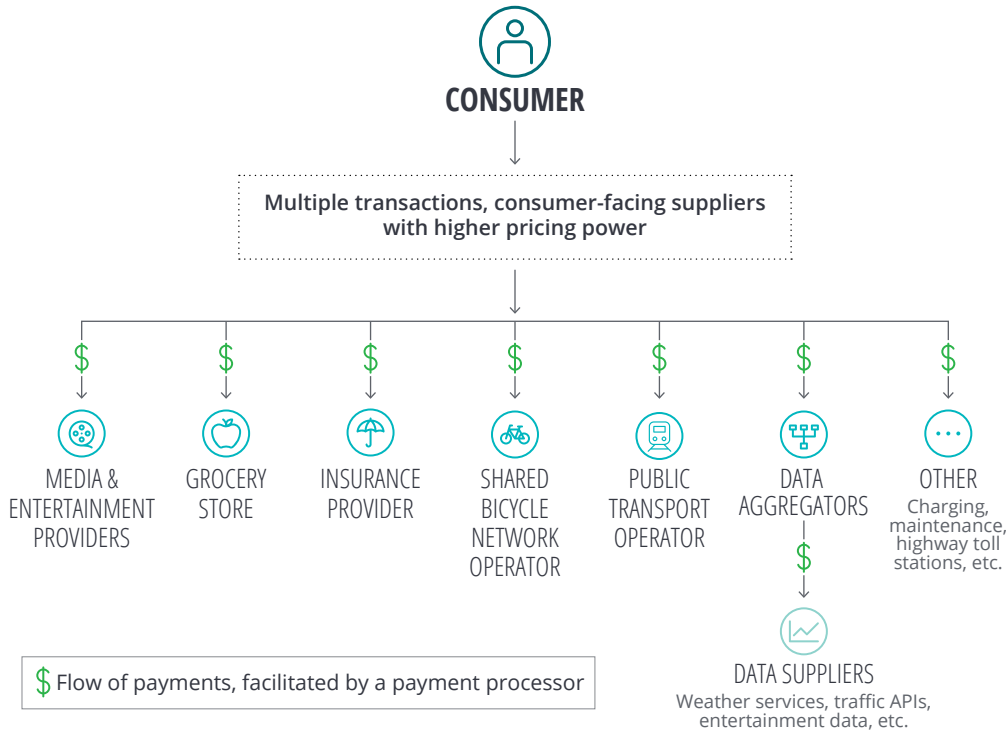 CONSUMER
Multiple transactions, consumer-facing suppliers
with higher pricing power
$ $ $ $ $ $ $
MEDIA &
ENTERTAINMENT
PROVIDERS
GROCERY
STORE
INSURANCE
PROVIDER
SHARED
BICYCLE
NETWORK
OPERATOR
PUBLIC
TRANSPORT
OPERATOR
DATA
AGGREGATORS
OTHER
Charging,
maintenance,
highway toll
stations, etc.
$
DATA SUPPLIERS
Weather services, traffic APIs,
entertainment data, etc.
$ Flow of payments, facilitated by a payment processor